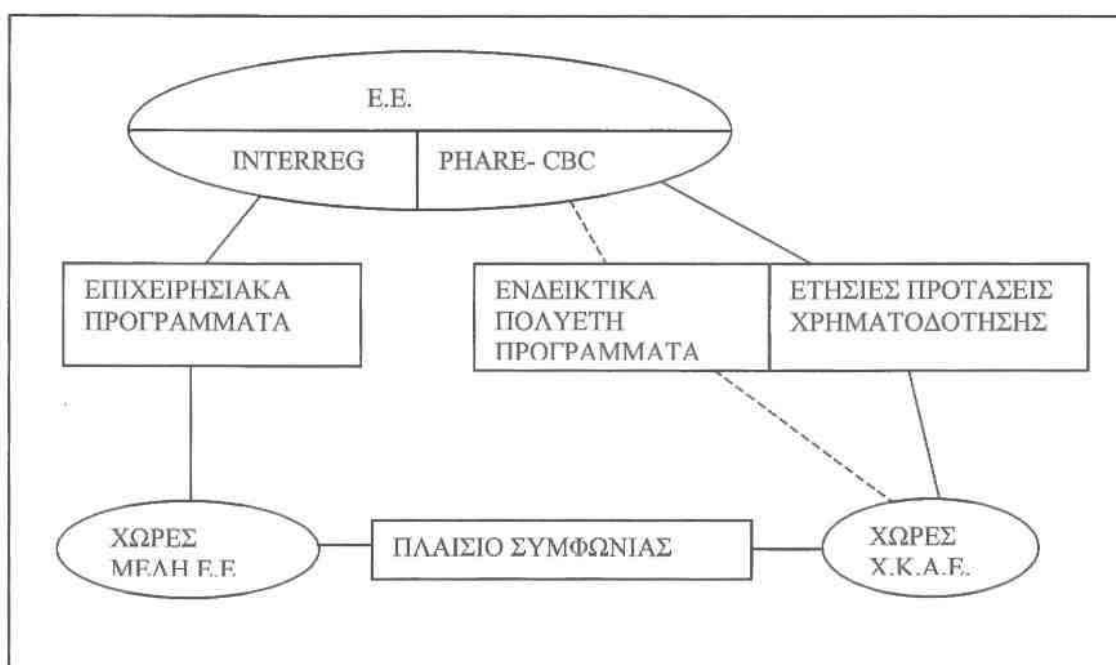 Ε.Ε.
INTERREG
PHARE- CBC
ΕΠΙΧΕΙΡΗΣΙΑΚΑ
ΠΡΟΓΡΑΜΜΑΤΑ
ΕΝΔΕΙΚΤΙΚΑ
ΠΟΛΥΕΤΗ
ΠΡΟΓΡΑΜΜΑΤΑ
ΕΤΗΣΙΕΣ ΠΡΟΤΑΣΕΙΣ
ΧΡΗΜΑΤΟΔΟΤΗΣΗΣ
ΧΩΡΕΣ
ΜΕΛΗ Ε.Ε
ΠΛΑΙΣΙΟ ΣΥΜΦΩΝΙΑΣ
ΧΩΡΕΣ
Χ.Κ.Α.Ε.